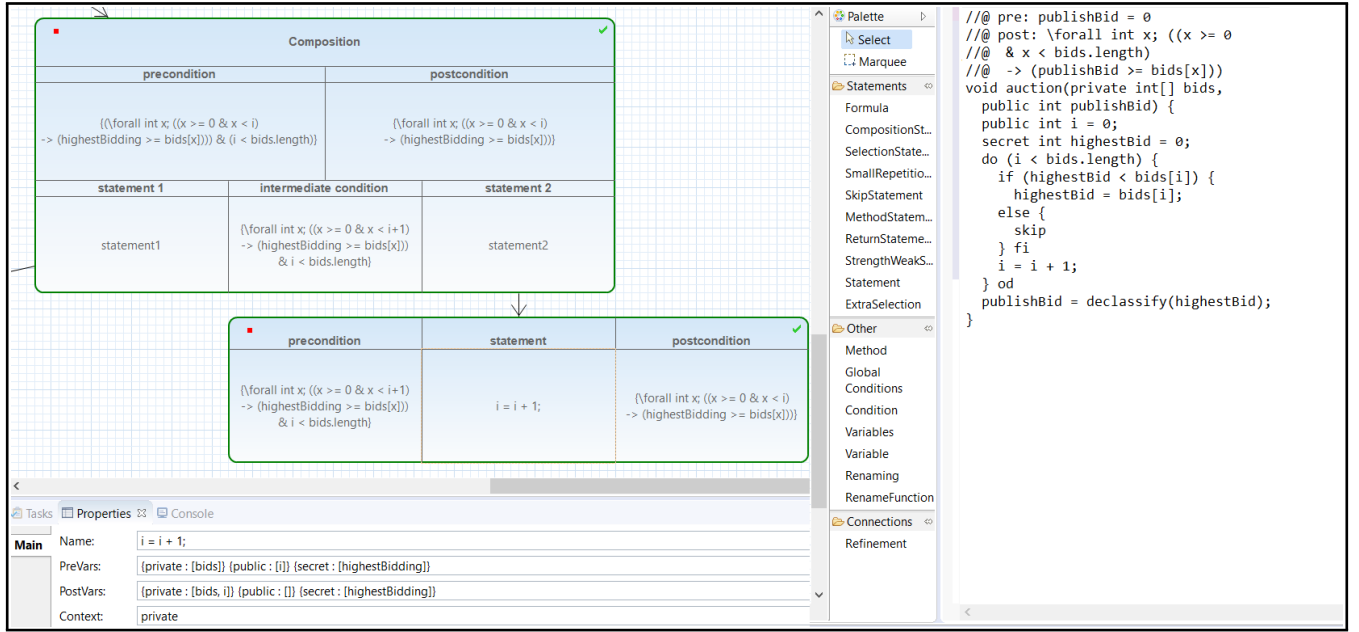 Composition
precondition
postcondition
{(\forall int x; ((x >= 0 & x < i)
-> (highestBidding >= bids[x]))) & (i < bids.length)}
{\forall int x; ((x >= 0 & x < i)
-> (highestBidding >= bids[x]))}
statement 1
intermediate condition
statement 2
statement1
{\forall int x; ((x >= 0 & x < i+1)
-> (highestBidding >= bids[x]))
& i < bids.length}
statement2
precondition
statement
postcondition
{\forall int x; ((x >= 0 & x < i+1)
-> (highestBidding >= bids[x]))
& i < bids.length}
i = i + 1;
{\forall int x; ((x >= 0 & x < i)
-> (highestBidding >= bids[x]))}
Tasks
Properties
Console
Main
Name:
i = i + 1;
PreVars:
{private : [bids]} {public : [i]} {secret : [highestBidding]}
PostVars:
{private : [bids, i]} {public : []} {secret : [highestBidding]}
Context:
private
Palette
Select
Marquee
Statements
Formula
CompositionSt...
SelectionState...
SmallRepetitio...
SkipStatement
MethodStatem...
ReturnStateme...
StrengthWeakS...
Statement
ExtraSelection
Other
Method
Global
Conditions
Condition
Variables
Variable
Renaming
RenameFunction
Connections
Refinement
//@ pre: publishBid = 0
//@ post: \forall int x; ((x >= 0
//@  & x < bids.length)
//@  -> (publishBid >= bids[x]))
void auction(private int[] bids,
  public int publishBid) {
  public int i = 0;
  secret int highestBid = 0;
  do (i < bids.length) {
    if (highestBid < bids[i]) {
      highestBid = bids[i];
    else {
      skip
    } fi
    i = i + 1;
  } od
  publishBid = declassify(highestBid);
}